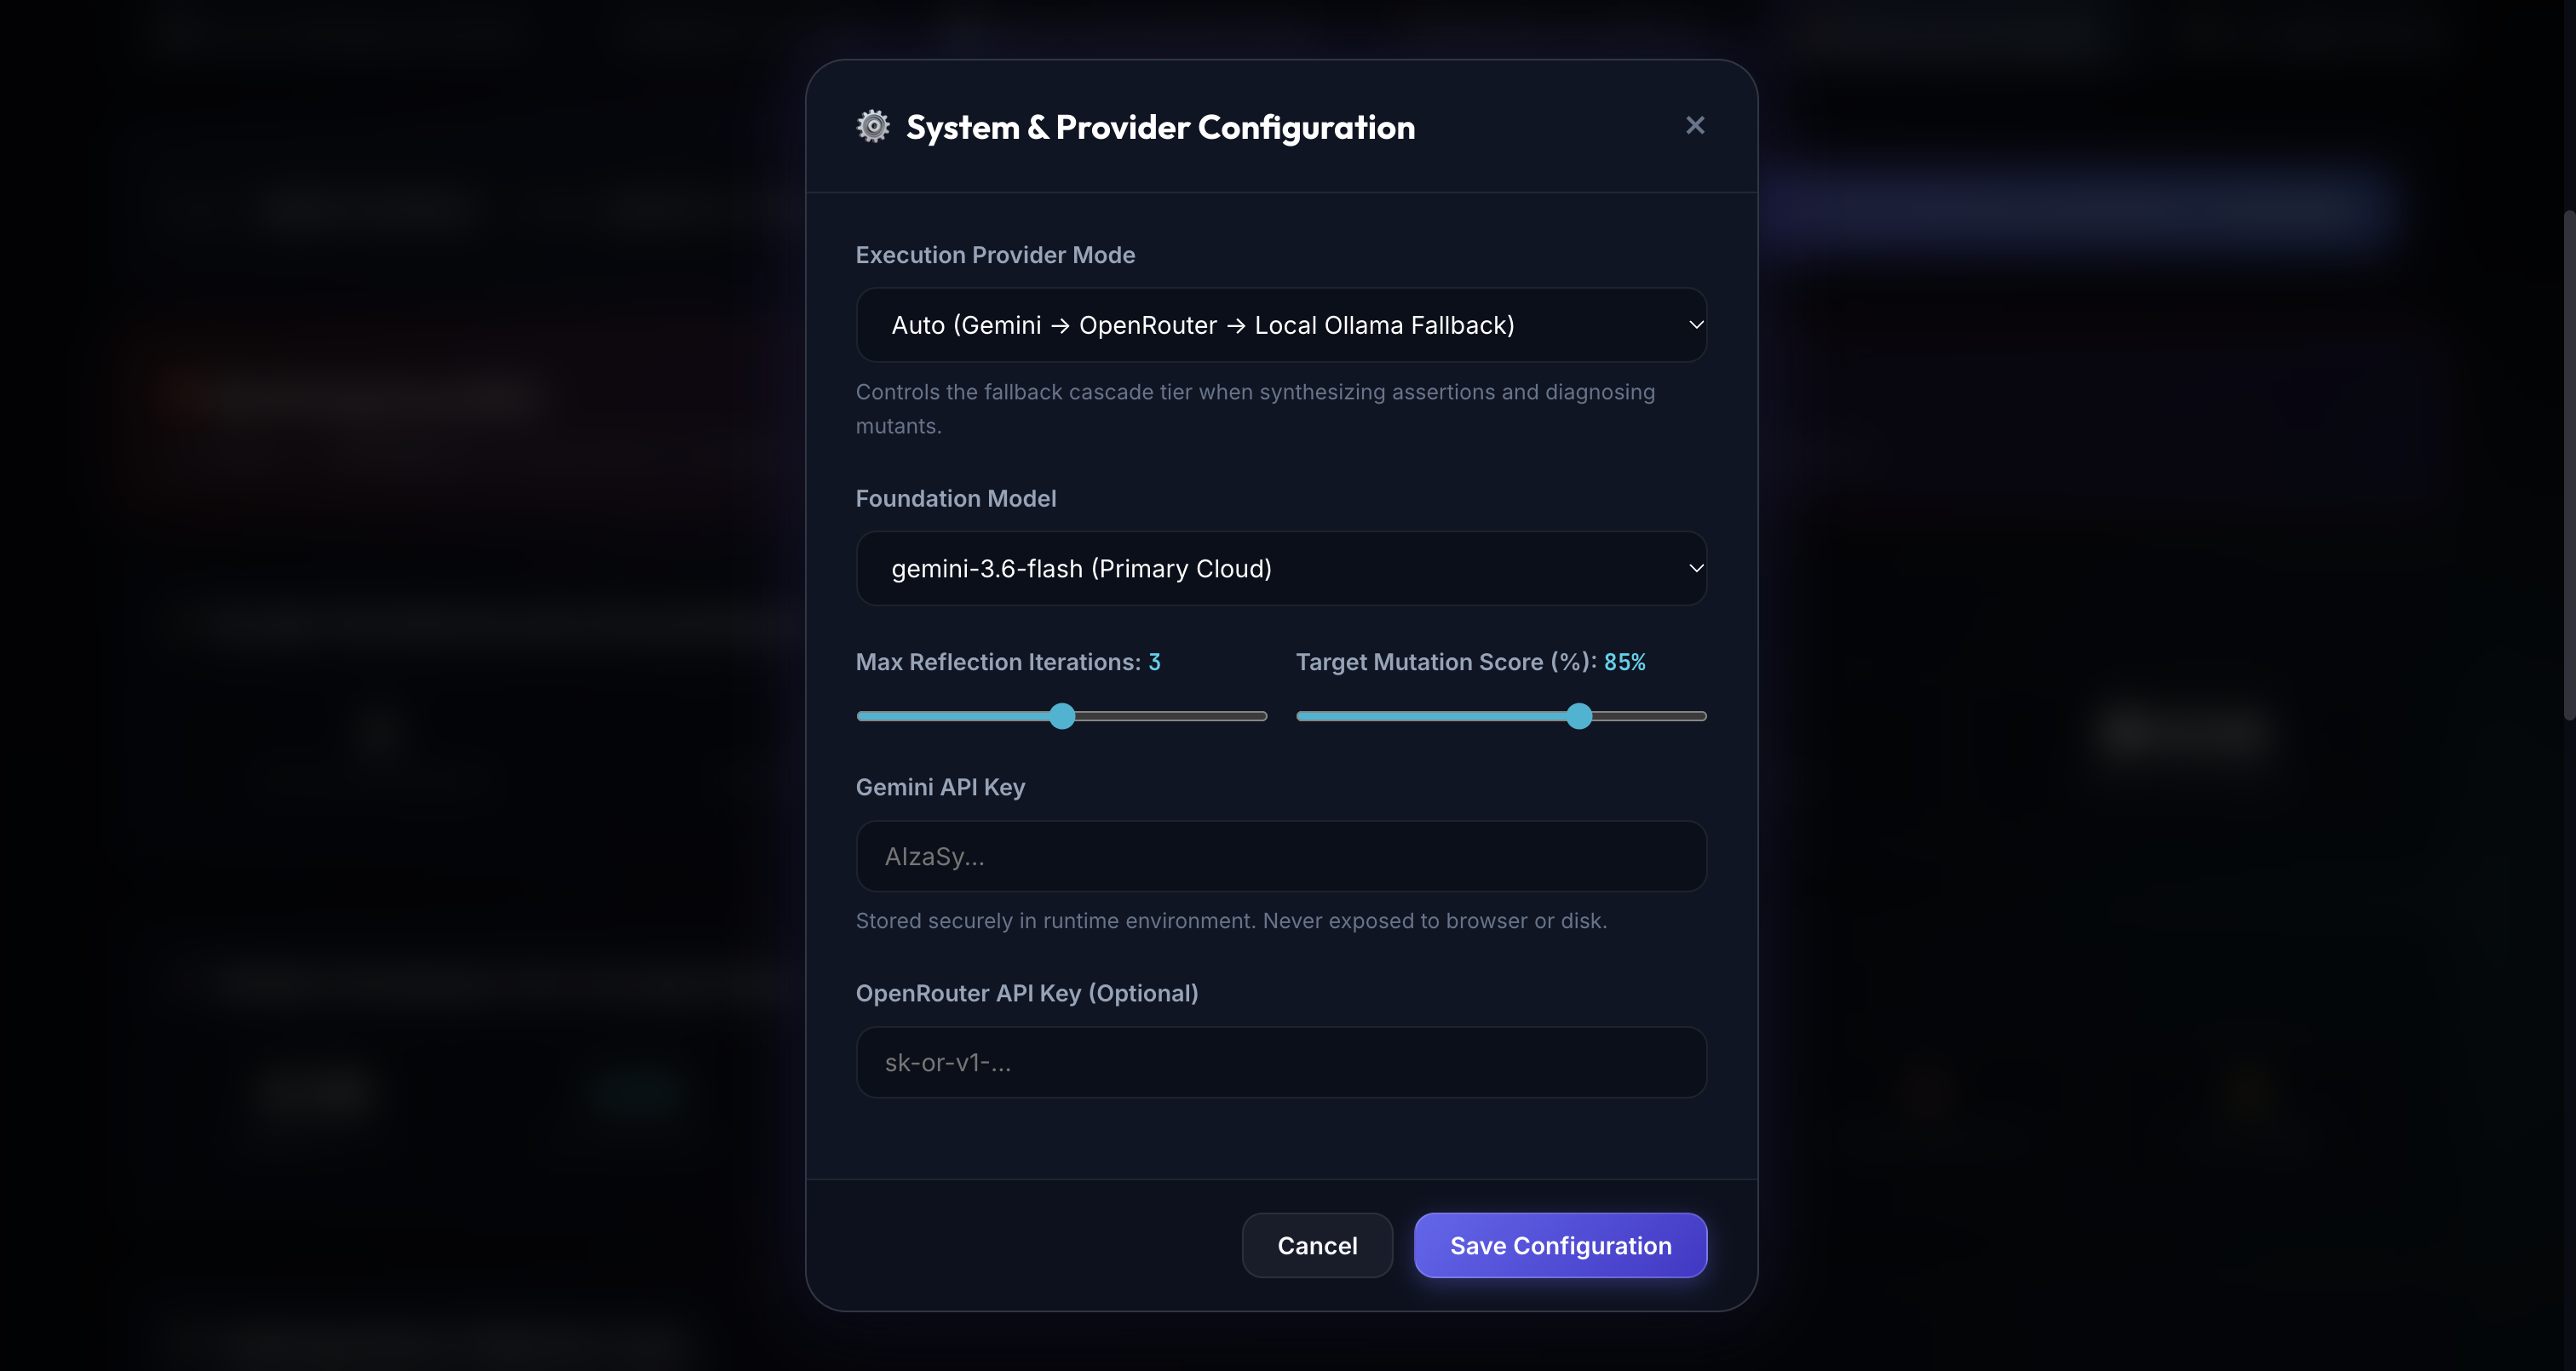 System & Provider Configuration
×
Execution Provider Mode
Auto (Gemini → OpenRouter → Local Ollama Fallback)
Controls the fallback cascade tier when synthesizing assertions and diagnosing
mutants.
Foundation Model
gemini-3.6-flash (Primary Cloud)
Max Reflection Iterations: 3
Target Mutation Score (%): 85%
Gemini API Key
AIzaSy...
Stored securely in runtime environment. Never exposed to browser or disk.
OpenRouter API Key (Optional)
sk-or-v1-...
Cancel
Save Configuration